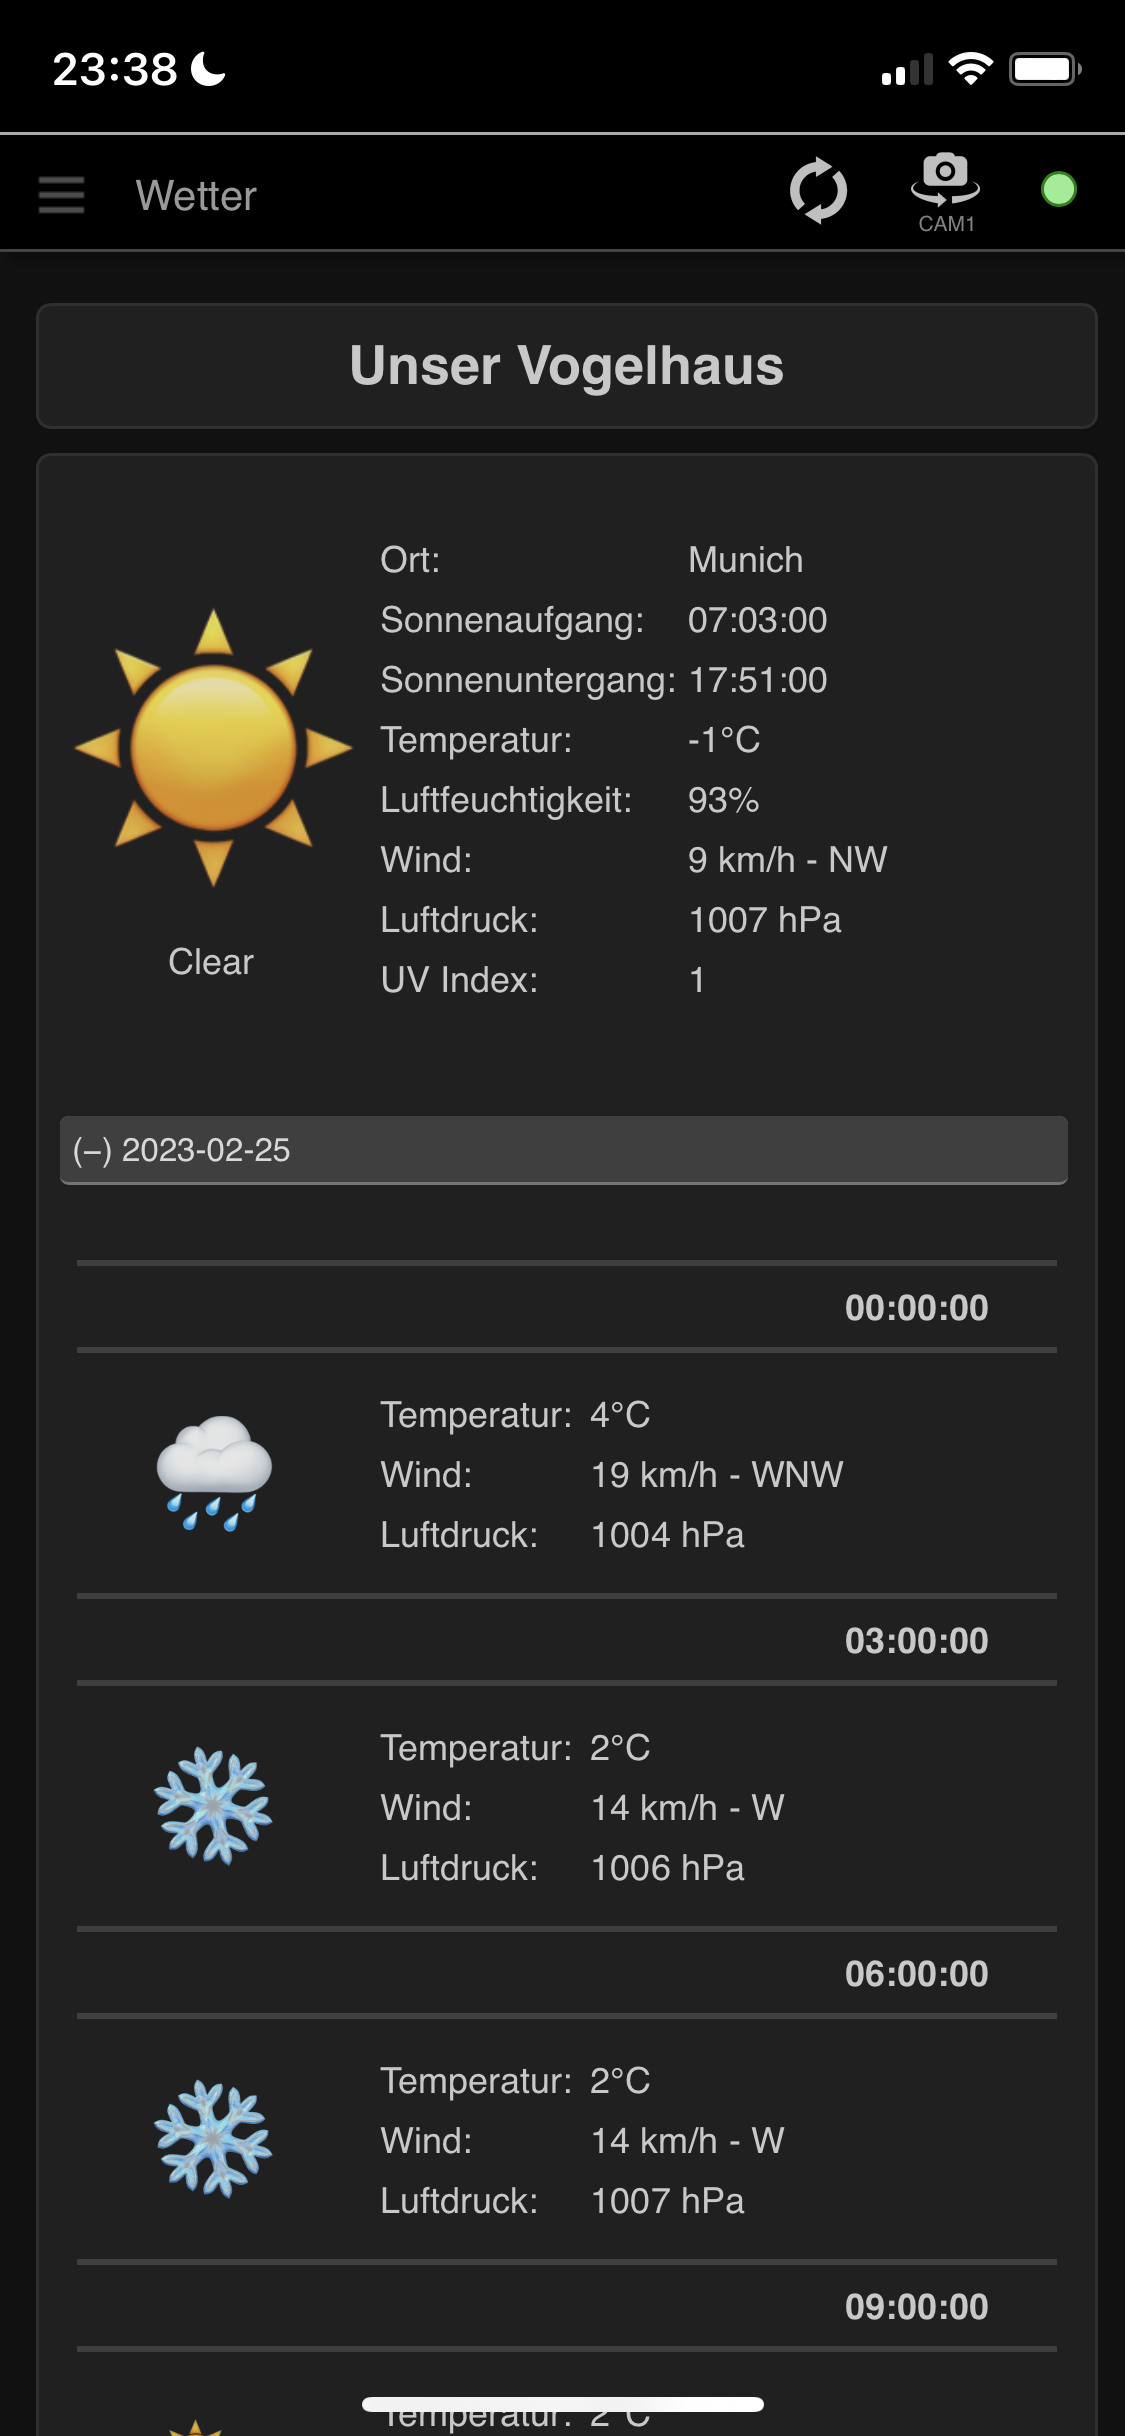 23:38
Wetter
CAM1
Unser Vogelhaus
Ort: Munich
Sonnenaufgang: 07:03:00
Sonnenuntergang: 17:51:00
Temperatur: -1°C
Luftfeuchtigkeit: 93%
Wind: 9 km/h - NW
Luftdruck: 1007 hPa
UV Index: 1
Clear
(–) 2023-02-25
00:00:00
Temperatur: 4°C
Wind: 19 km/h - WNW
Luftdruck: 1004 hPa
03:00:00
Temperatur: 2°C
Wind: 14 km/h - W
Luftdruck: 1006 hPa
06:00:00
Temperatur: 2°C
Wind: 14 km/h - W
Luftdruck: 1007 hPa
09:00:00
Temperatur: 2°C